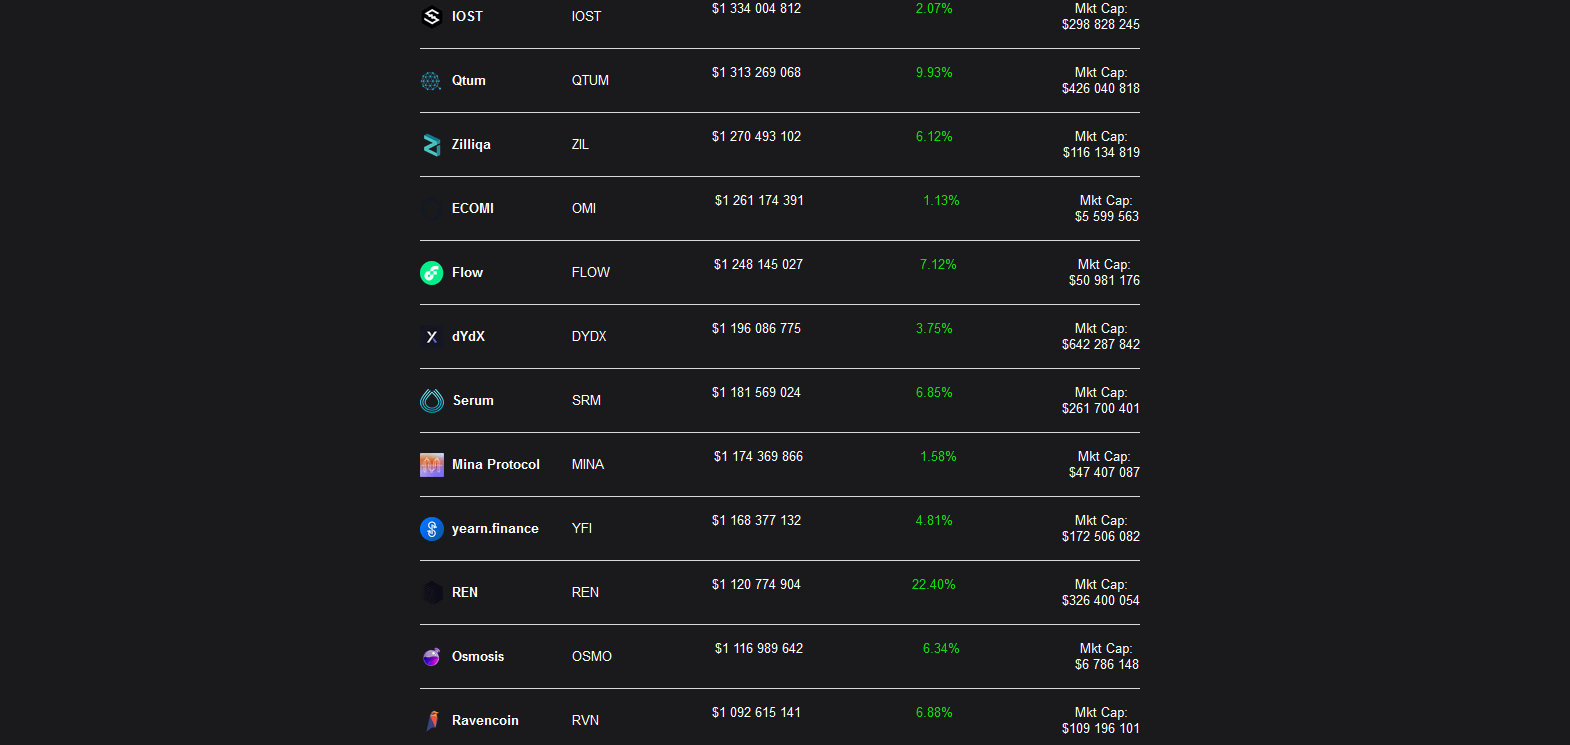 IOST IOST $1 334 004 812 2.07% Mkt Cap:
$298 828 245
Qtum QTUM $1 313 269 068 9.93% Mkt Cap:
$426 040 818
Zilliqa ZIL $1 270 493 102 6.12% Mkt Cap:
$116 134 819
ECOMI OMI $1 261 174 391 1.13% Mkt Cap:
$5 599 563
Flow FLOW $1 248 145 027 7.12% Mkt Cap:
$50 981 176
dYdX DYDX $1 196 086 775 3.75% Mkt Cap:
$642 287 842
Serum SRM $1 181 569 024 6.85% Mkt Cap:
$261 700 401
Mina Protocol MINA $1 174 369 866 1.58% Mkt Cap:
$47 407 087
yearn.finance YFI $1 168 377 132 4.81% Mkt Cap:
$172 506 082
REN REN $1 120 774 904 22.40% Mkt Cap:
$326 400 054
Osmosis OSMO $1 116 989 642 6.34% Mkt Cap:
$6 786 148
Ravencoin RVN $1 092 615 141 6.88% Mkt Cap:
$109 196 101